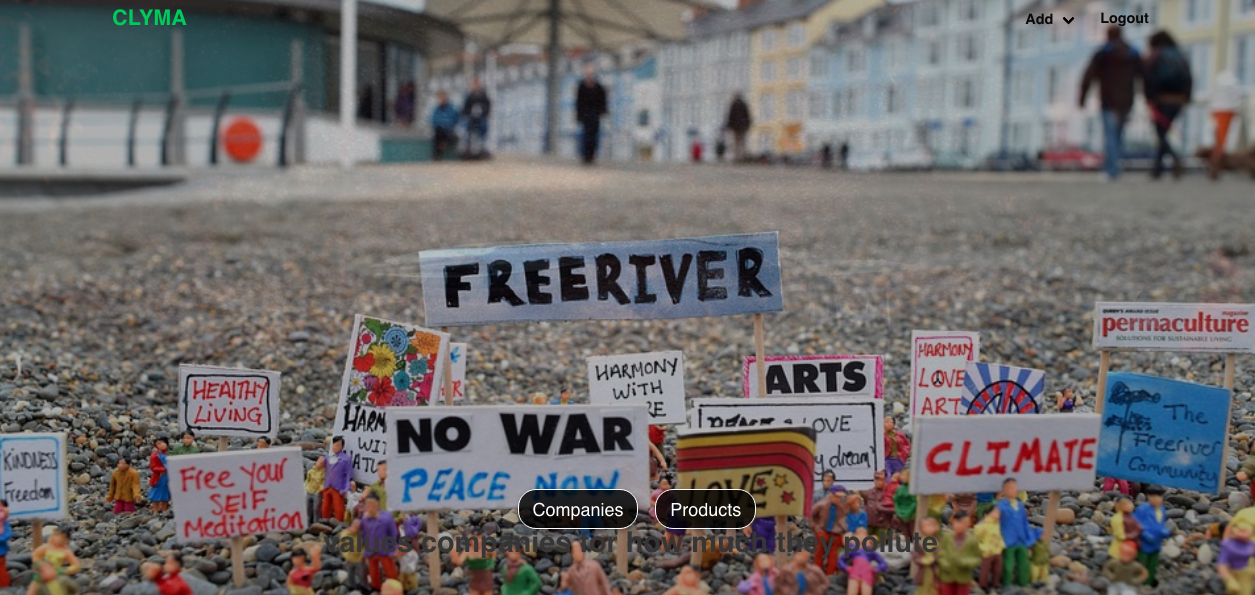 CLYMA
Add
Logout
FREERIVER
permaculture
magazine
SOLUTIONS FOR SUSTAINABLE LIVING
HEALTHY
LIVING
HARMONY
WITH
ARTS
HARMONY
LOVE
ART
The
Freeriver
Community
KINDNESS
Freedom
Free your
SElF
Meditation
NO WAR
PEACE NOW
LOVE
CLIMATE
Companies
Products
values companies for how much they pollute